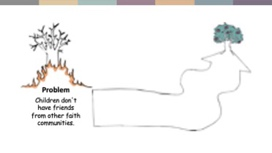 Problem
Children don't
have friends
from other faith
communities.